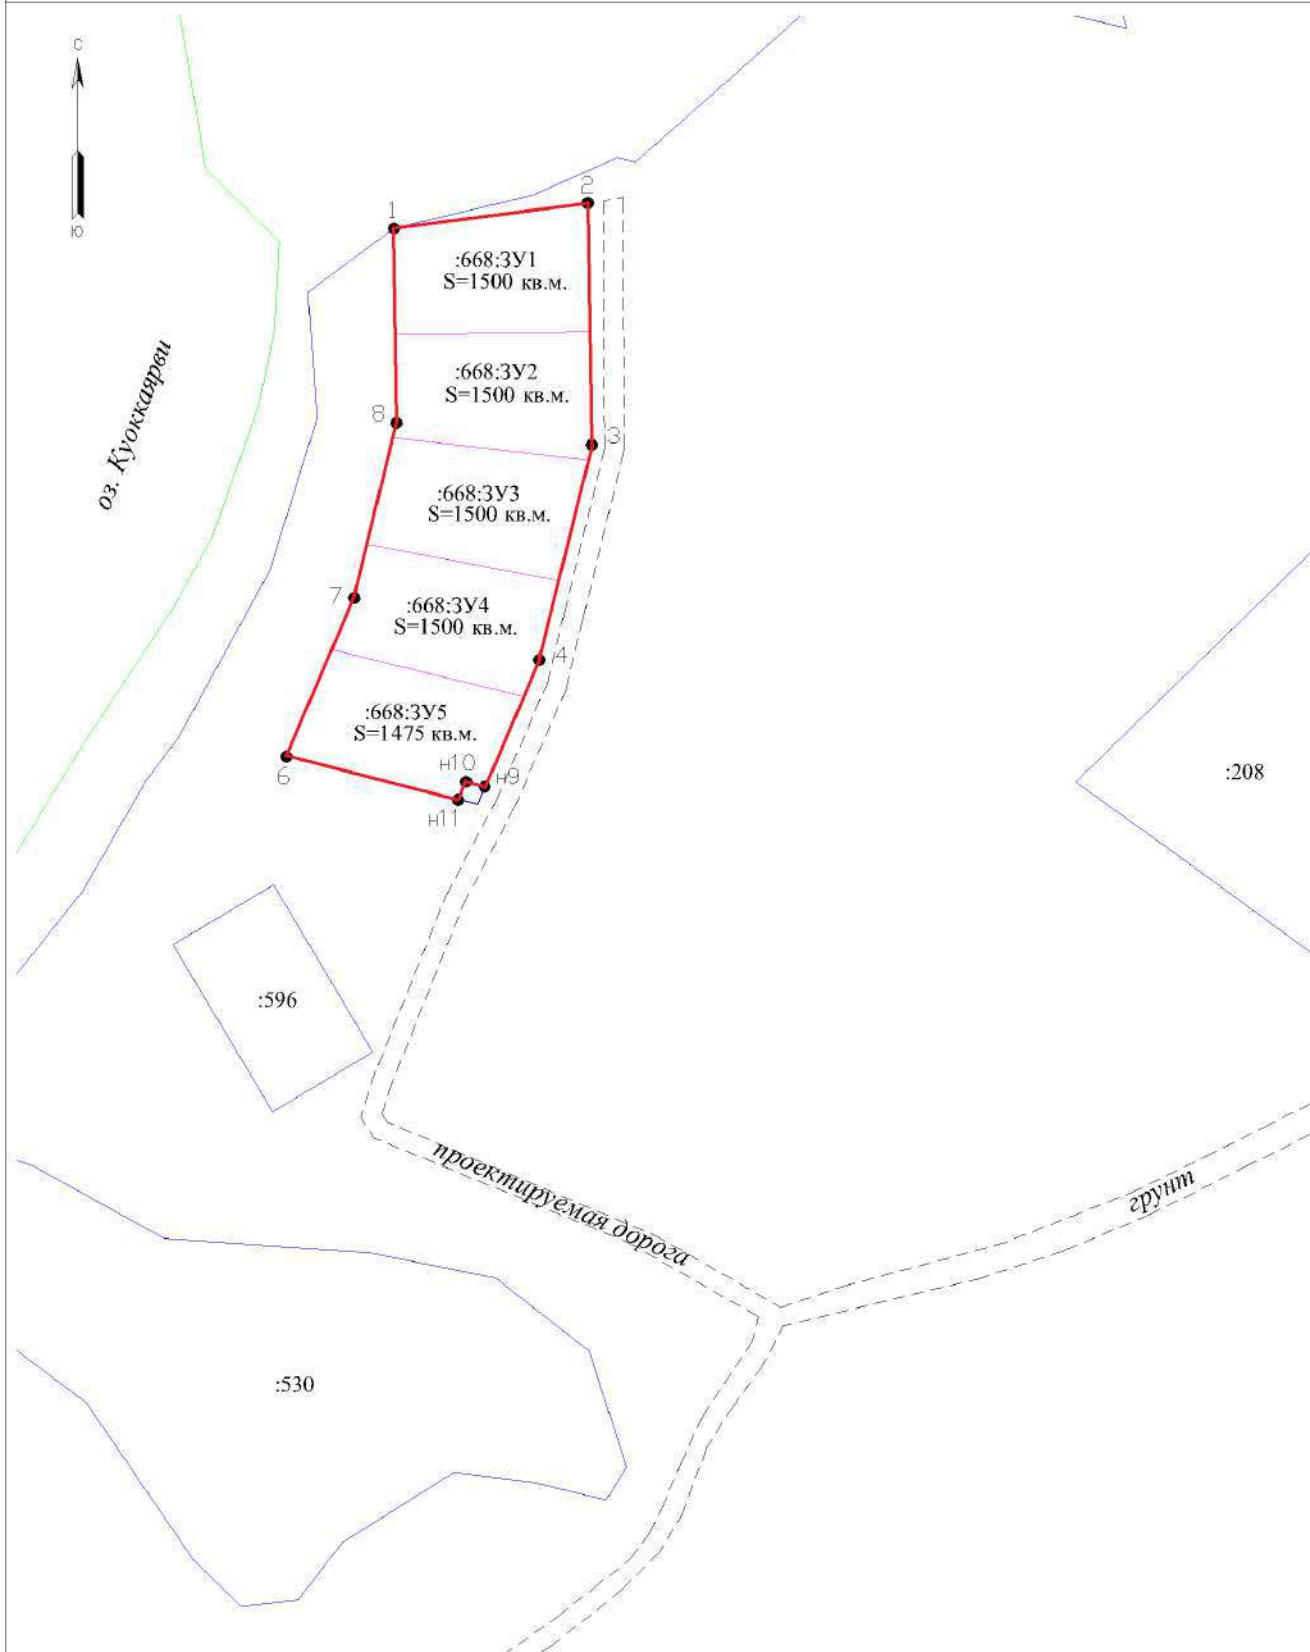 С
Ю
оз. Куоккаярви
1
2
:668:ЗУ1
S=1500 кв.м.
:668:ЗУ2
S=1500 кв.м.
8
3
:668:ЗУ3
S=1500 кв.м.
7
:668:ЗУ4
S=1500 кв.м.
4
:668:ЗУ5
S=1475 кв.м.
6
н10
н9
н11
:208
:596
проектируемая дорога
грунт
:530